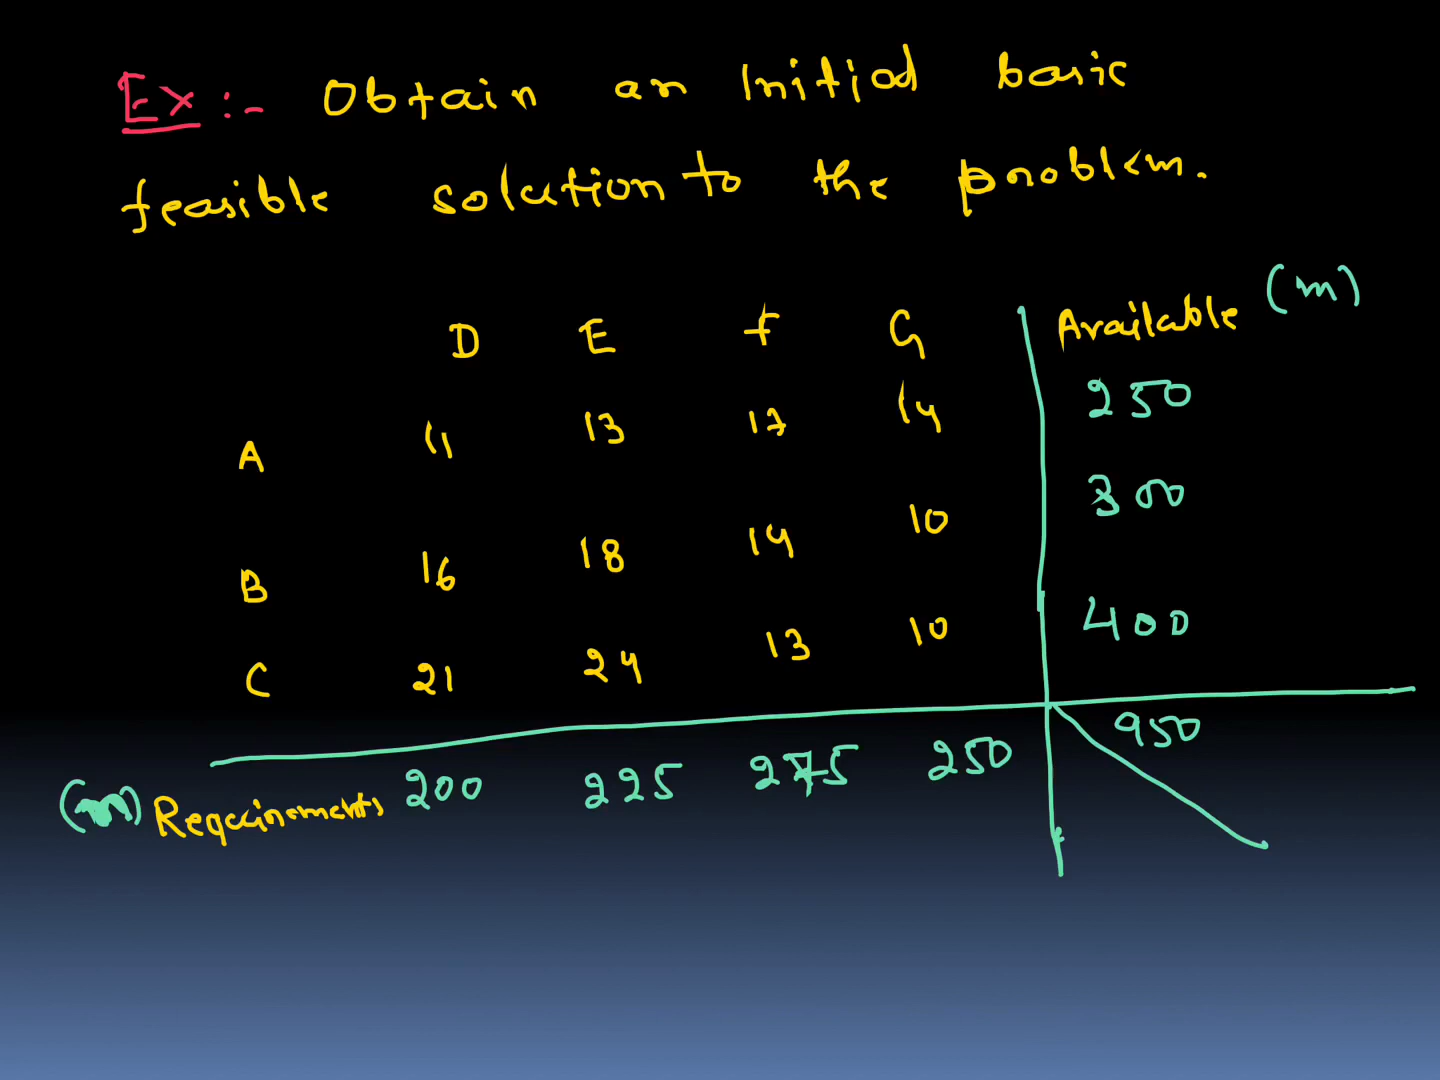 Ex:- Obtain an initial basic
feasible solution to the problem.
D E F G Available (m)
A 11 13 17 14 250
B 16 18 14 10 300
C 21 24 13 10 400
(m) Requirements 200 225 275 250 950